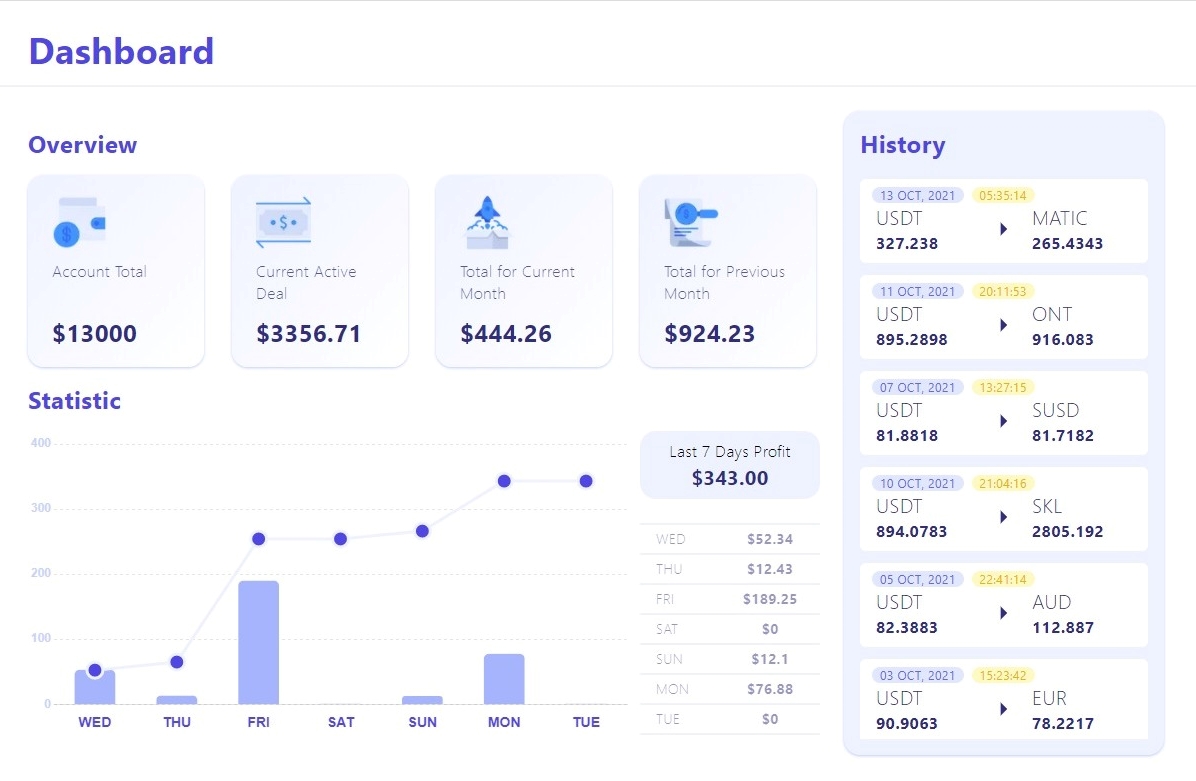 Dashboard
Overview
Account Total
$13000
Current Active
Deal
$3356.71
Total for Current
Month
$444.26
Total for Previous
Month
$924.23
Statistic
400
300
200
100
0
WED THU FRI SAT SUN MON TUE
Last 7 Days Profit
$343.00
WED $52.34
THU $12.43
FRI $189.25
SAT $0
SUN $12.1
MON $76.88
TUE $0
History
13 OCT, 2021 05:35:14
USDT MATIC
327.238 265.4343
11 OCT, 2021 20:11:53
USDT ONT
895.2898 916.083
07 OCT, 2021 13:27:15
USDT SUSD
81.8818 81.7182
10 OCT, 2021 21:04:16
USDT SKL
894.0783 2805.192
05 OCT, 2021 22:41:14
USDT AUD
82.3883 112.887
03 OCT, 2021 15:23:42
USDT EUR
90.9063 78.2217